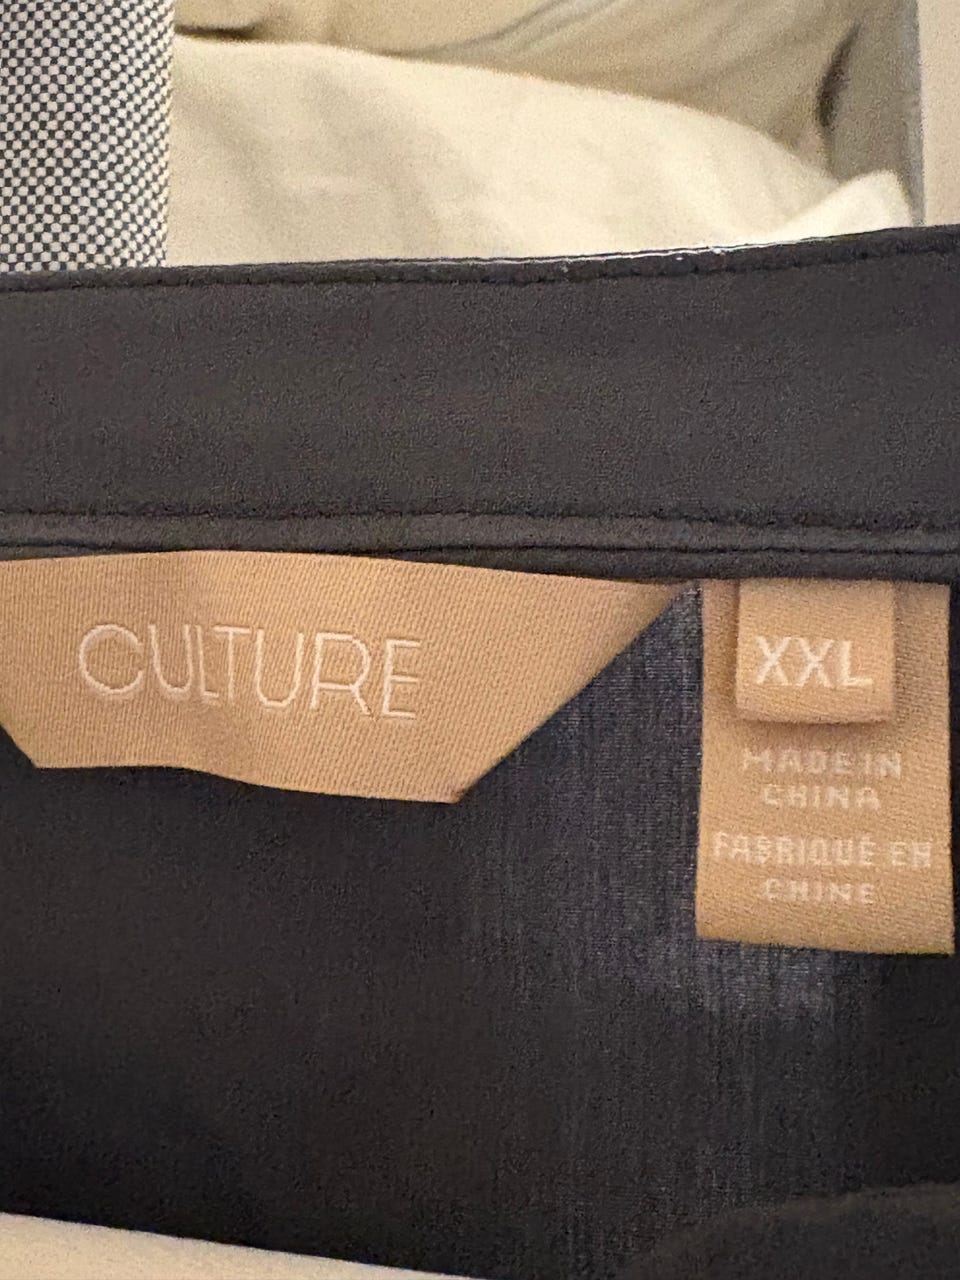 CULTURE
XXL
MADE IN
CHINA
FABRIQUÉ EN
CHINE